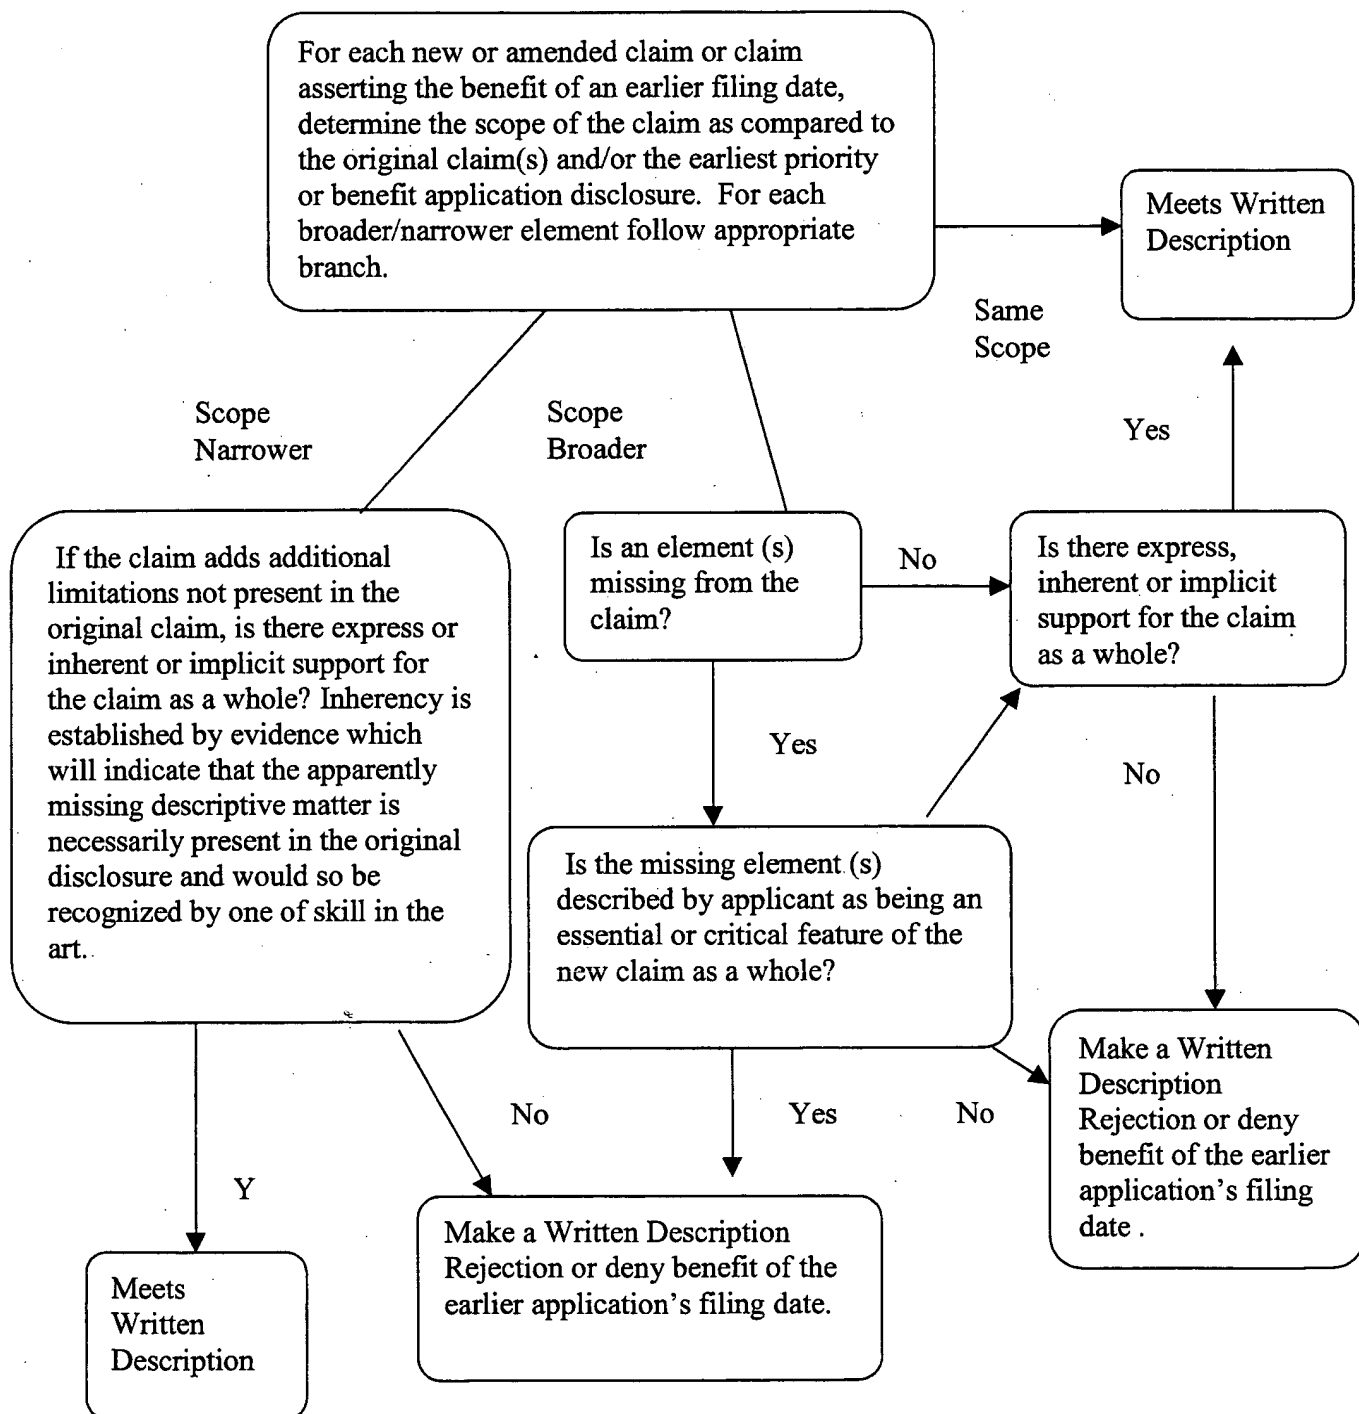 For each new or amended claim or claim
asserting the benefit of an earlier filing date,
determine the scope of the claim as compared to
the original claim(s) and/or the earliest priority
or benefit application disclosure.  For each
broader/narrower element follow appropriate
branch.
Meets Written
Description
Same
Scope
Scope
Narrower
Scope
Broader
Yes
If the claim adds additional
limitations not present in the
original claim, is there express or
inherent or implicit support for
the claim as a whole? Inherency is
established by evidence which
will indicate that the apparently
missing descriptive matter is
necessarily present in the original
disclosure and would so be
recognized by one of skill in the
art.
Is an element (s)
missing from the
claim?
No
Is there express,
inherent or implicit
support for the claim
as a whole?
Yes
No
Is the missing element (s)
described by applicant as being an
essential or critical feature of the
new claim as a whole?
No
Yes
No
Make a Written
Description
Rejection or deny
benefit of the earlier
application's filing
date .
Y
Make a Written Description
Rejection or deny benefit of the
earlier application's filing date.
Meets
Written
Description